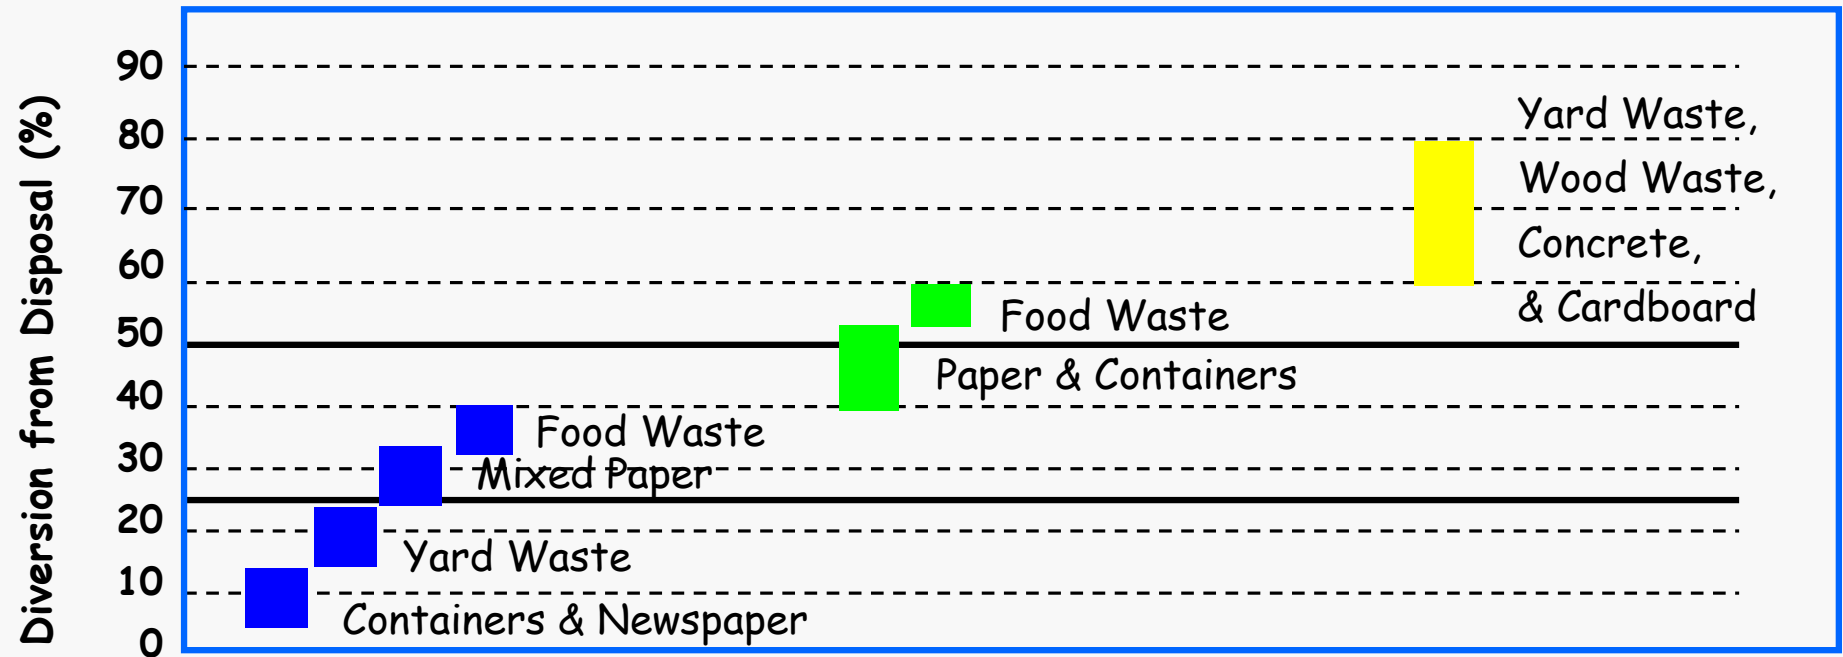 Diversion from Disposal (%)
90
80
70
60
50
40
30
20
10
0
Yard Waste,
Wood Waste,
Concrete,
& Cardboard
Food Waste
Paper & Containers
Food Waste
Mixed Paper
Yard Waste
Containers & Newspaper